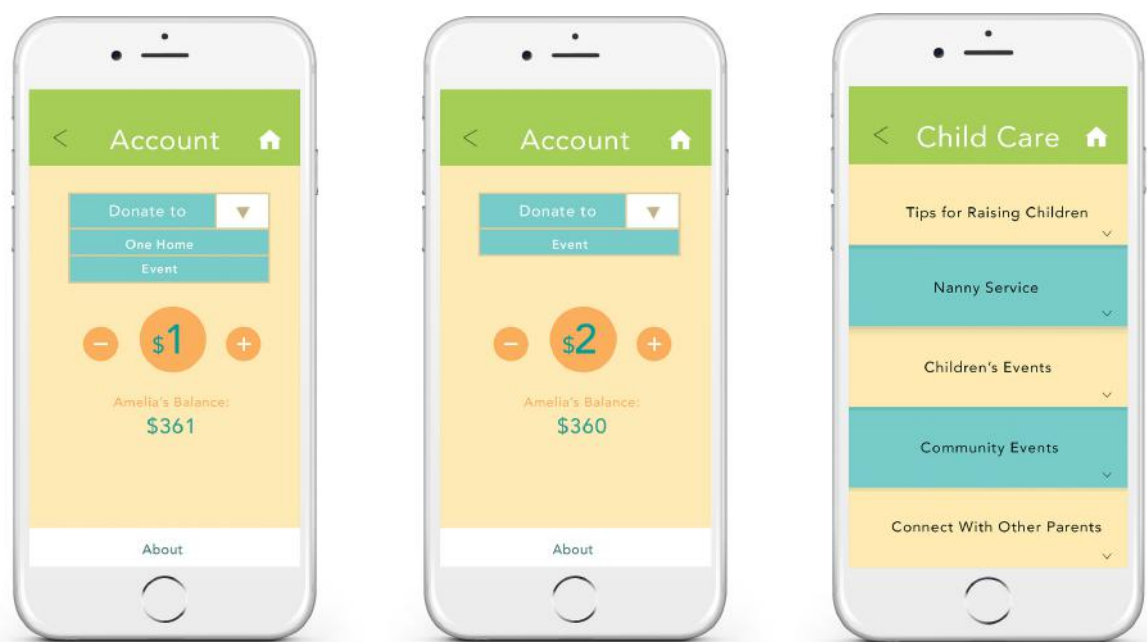 Account
Donate to
One Home
Event
$1
Amelia's Balance:
$361
About
Account
Donate to
Event
$2
Amelia's Balance:
$360
About
Child Care
Tips for Raising Children
Nanny Service
Children's Events
Community Events
Connect With Other Parents